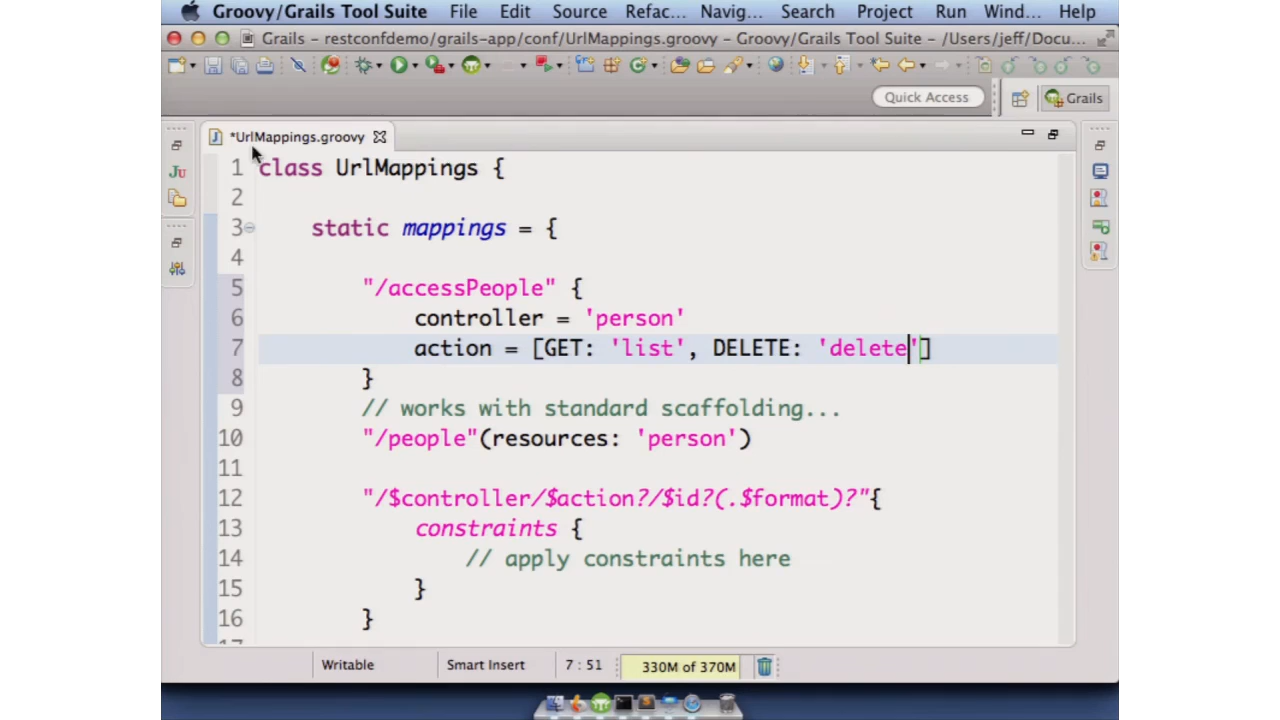 Groovy/Grails Tool Suite File Edit Source Refac... Navig... Search Project Run Wind... Help
Grails - restconfdemo/grails-app/conf/UrlMappings.groovy - Groovy/Grails Tool Suite - /Users/jeff/Docu...
Quick Access
Grails
*UrlMappings.groovy
1 class UrlMappings {
2
3 static mappings = {
4
5 "/accessPeople" {
6 controller = 'person'
7 action = [GET: 'list', DELETE: 'delete']
8 }
9 // works with standard scaffolding...
10 "/people"(resources: 'person')
11
12 "/$controller/$action?/$id?(.$format)?"{
13 constraints {
14 // apply constraints here
15 }
16 }
Writable Smart Insert 7 : 51 330M of 370M